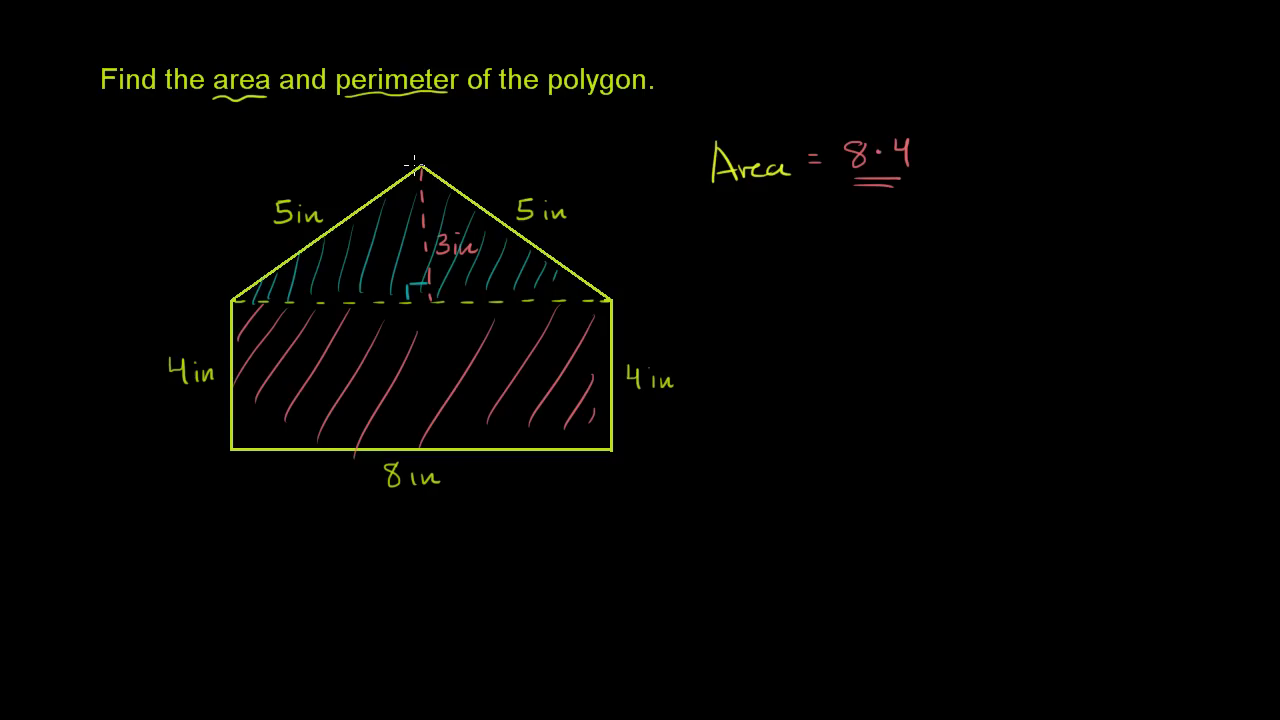 Find the area and perimeter of the polygon.
Area = 8 · 4
5in
5 in
3in
4in
4 in
8 in